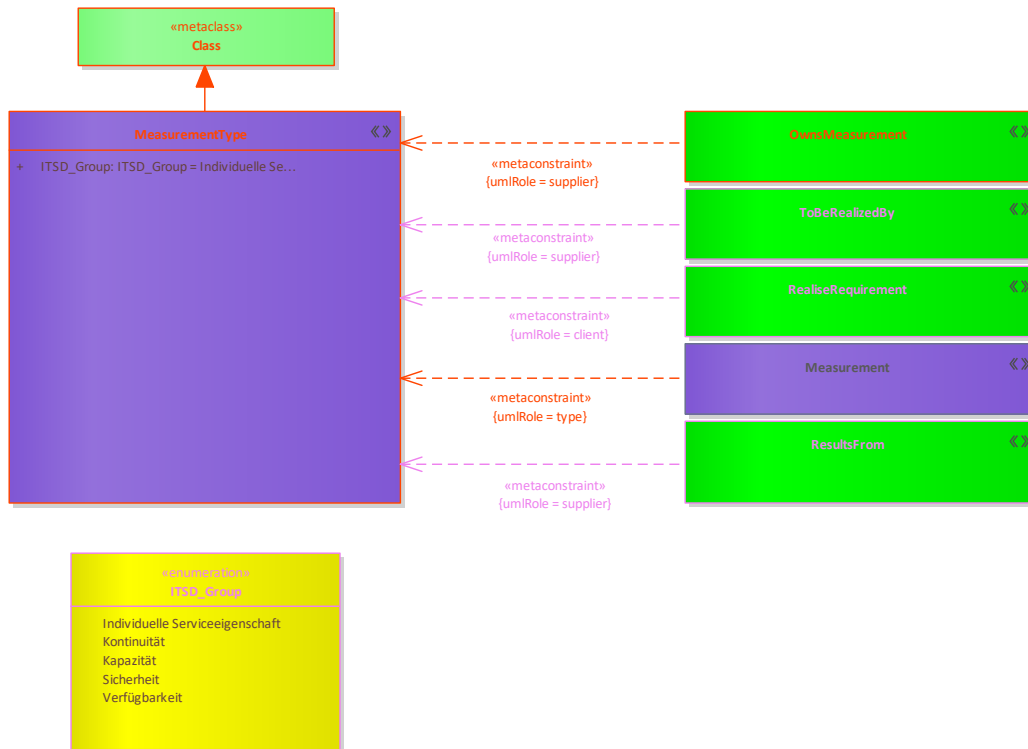 «metaclass»
Class
MeasurementType
+ ITSD_Group: ITSD_Group = Individuelle Se...
«metaconstraint»
{umlRole = supplier}
«metaconstraint»
{umlRole = supplier}
«metaconstraint»
{umlRole = client}
«metaconstraint»
{umlRole = type}
«metaconstraint»
{umlRole = supplier}
OwnsMeasurement
ToBeRealizedBy
RealiseRequirement
Measurement
ResultsFrom
«enumeration»
ITSD_Group
Individuelle Serviceeigenschaft
Kontinuität
Kapazität
Sicherheit
Verfügbarkeit